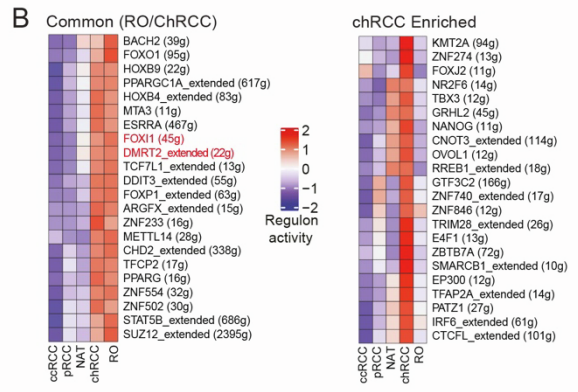 B
Common (RO/ChRCC)
BACH2 (39g)
FOXO1 (95g)
HOXB9 (22g)
PPARGC1A_extended (617g)
HOXB4_extended (83g)
MTA3 (11g)
ESRRA (467g)
FOXI1 (45g)
DMRT2_extended (22g)
TCF7L1_extended (13g)
DDIT3_extended (55g)
FOXP1_extended (63g)
ARGFX_extended (15g)
ZNF233 (16g)
METTL14 (28g)
CHD2_extended (338g)
TFCP2 (17g)
PPARG (16g)
ZNF554 (32g)
ZNF502 (30g)
STAT5B_extended (686g)
SUZ12_extended (2395g)
ccRCC
pRCC
NAT
chRCC
RO
2
1
0
−1
−2
Regulon
activity
chRCC Enriched
KMT2A (94g)
ZNF274 (13g)
FOXJ2 (11g)
NR2F6 (14g)
TBX3 (12g)
GRHL2 (45g)
NANOG (11g)
CNOT3_extended (114g)
OVOL1 (12g)
RREB1_extended (18g)
GTF3C2 (166g)
ZNF740_extended (17g)
ZNF846 (12g)
TRIM28_extended (26g)
E4F1 (13g)
ZBTB7A (72g)
SMARCB1_extended (10g)
EP300 (12g)
TFAP2A_extended (14g)
PATZ1 (27g)
IRF6_extended (61g)
CTCFL_extended (101g)
ccRCC
pRCC
NAT
chRCC
RO